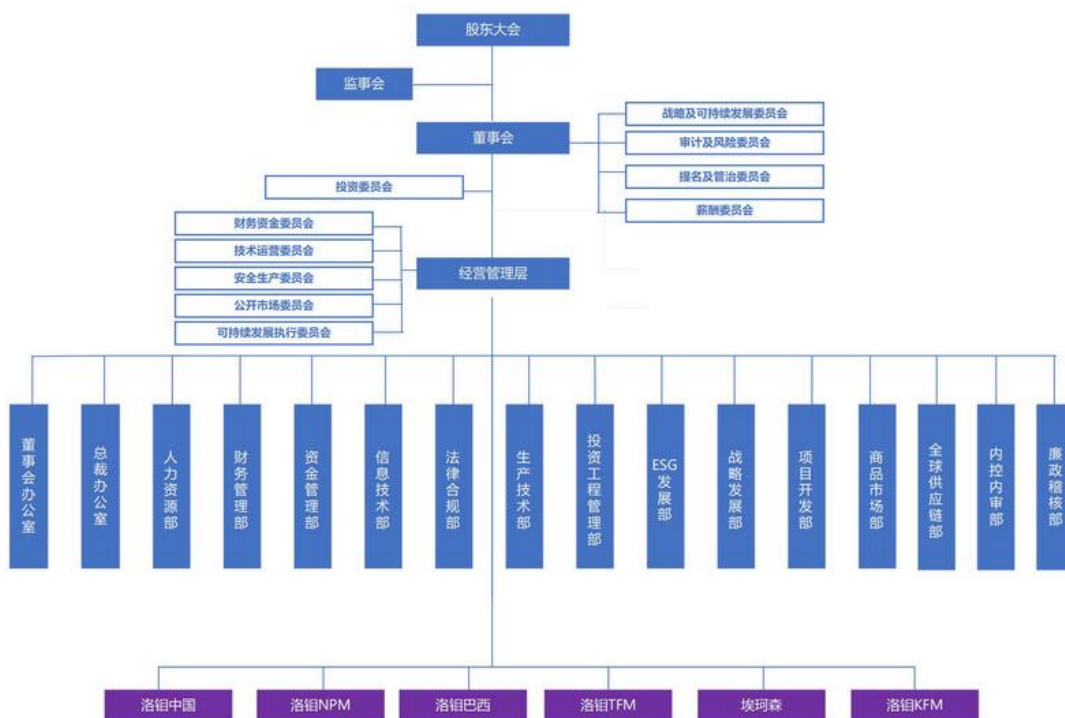 股东大会
监事会
董事会
战略及可持续发展委员会
审计及风险委员会
提名及管治委员会
薪酬委员会
投资委员会
财务资金委员会
技术运营委员会
安全生产委员会
公开市场委员会
可持续发展执行委员会
经营管理层
董事会办公室
总裁办公室
人力资源部
财务管理部
资金管理部
信息技术部
法律合规部
生产技术部
投资工程管理部
ESG发展部
战略发展部
项目开发部
商品市场部
全球供应链部
内控内审部
廉政稽核部
洛钼中国
洛钼NPM
洛钼巴西
洛钼TFM
埃珂森
洛钼KFM